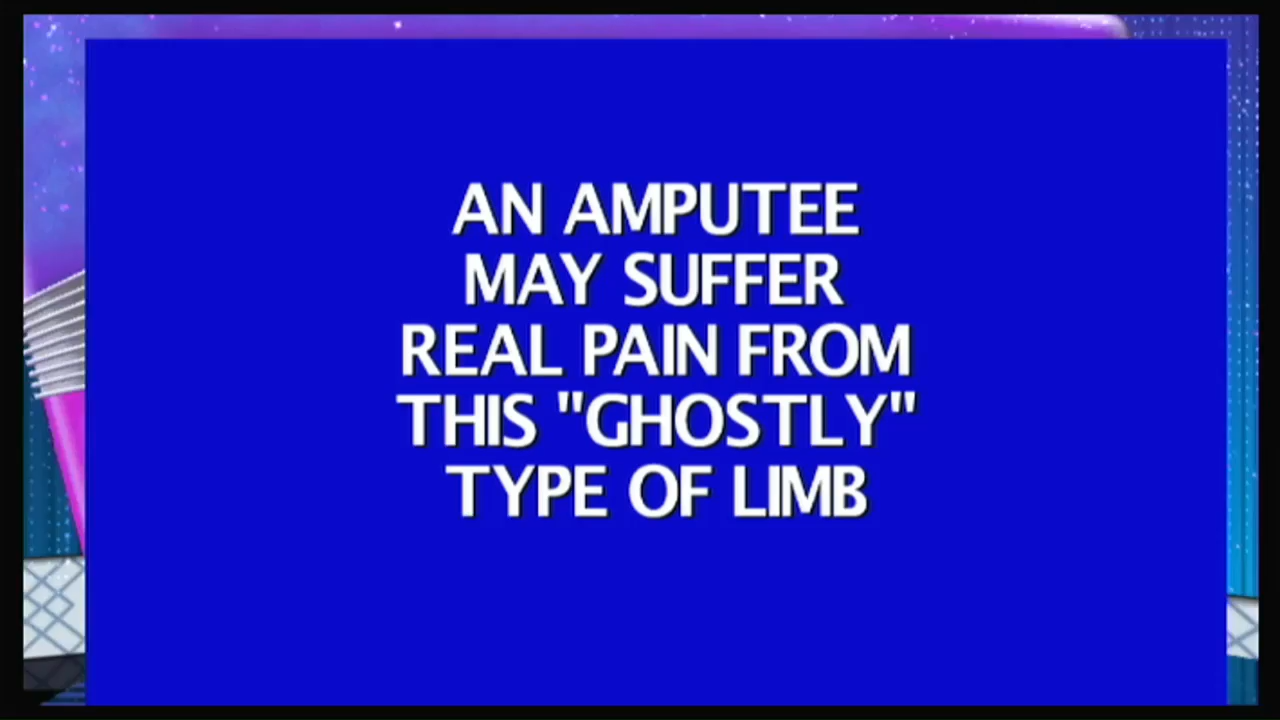 AN AMPUTEE
MAY SUFFER
REAL PAIN FROM
THIS "GHOSTLY"
TYPE OF LIMB